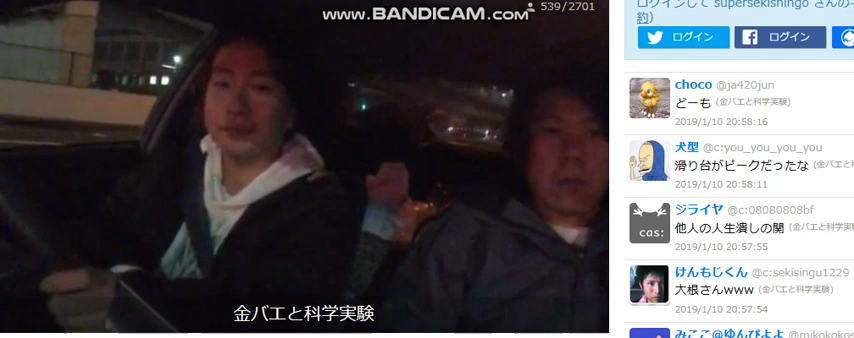 www.BANDICAM.com
539/2701
金バエと科学実験
ログインして supersekishingo さんの
約)
ログイン
ログイン
choco @ja420jun
どーも (金バエと科学実験)
2019/1/10 20:58:16
犬型 @c:you_you_you_you
滑り台がピークだったな (金バエと科
2019/1/10 20:58:11
ジライヤ @c:08080808bf
他人の人生潰しの関 (金バエと科学実
2019/1/10 20:57:55
cas:
けんもじくん @c:sekisingu1229
大根さんwww (金バエと科学実験)
2019/1/10 20:57:54
みここ@ゆんぴよよ @mikokokos